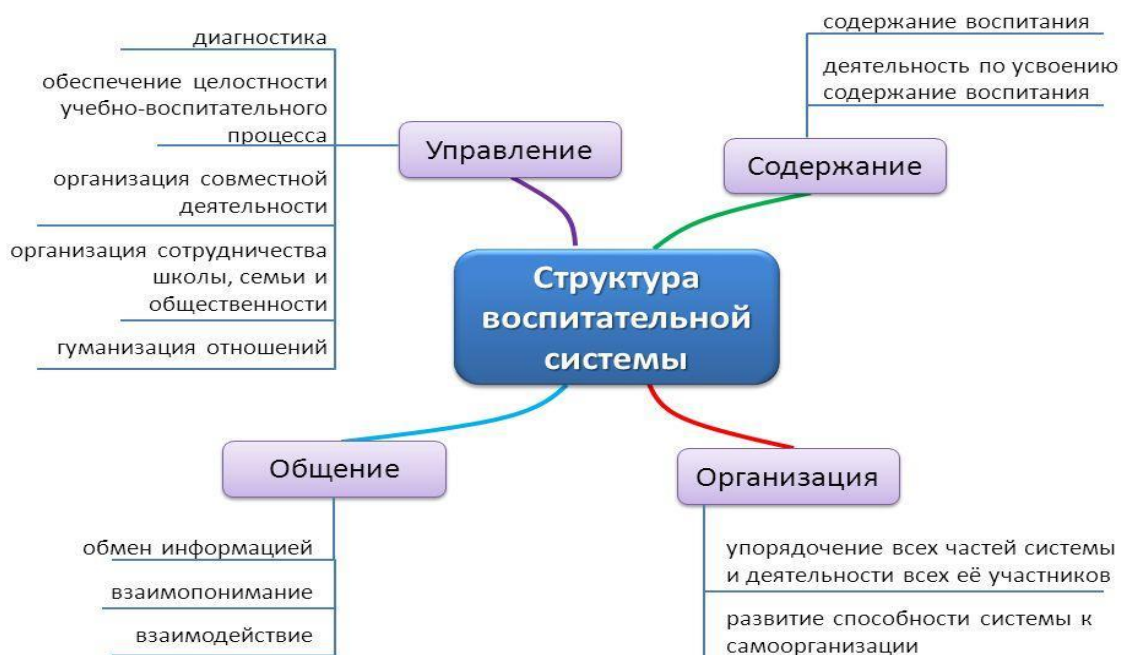 диагностика
обеспечение целостности
учебно-воспитательного
процесса
организация совместной
деятельности
организация сотрудничества
школы, семьи и
общественности
гуманизация отношений
Управление
содержание воспитания
деятельность по усвоению
содержание воспитания
Содержание
Структура
воспитательной
системы
Общение
обмен информацией
взаимопонимание
взаимодействие
Организация
упорядочение всех частей системы
и деятельности всех её участников
развитие способности системы к
самоорганизации